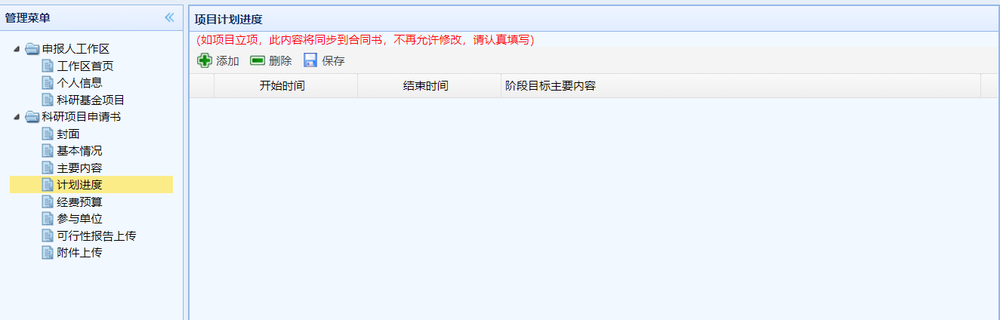 管理菜单
申报人工作区
工作区首页
个人信息
科研基金项目
科研项目申请书
封面
基本情况
主要内容
计划进度
经费预算
参与单位
可行性报告上传
附件上传
项目计划进度
(如项目立项，此内容将同步到合同书，不再允许修改，请认真填写)
添加 删除 保存
开始时间 结束时间 阶段目标主要内容